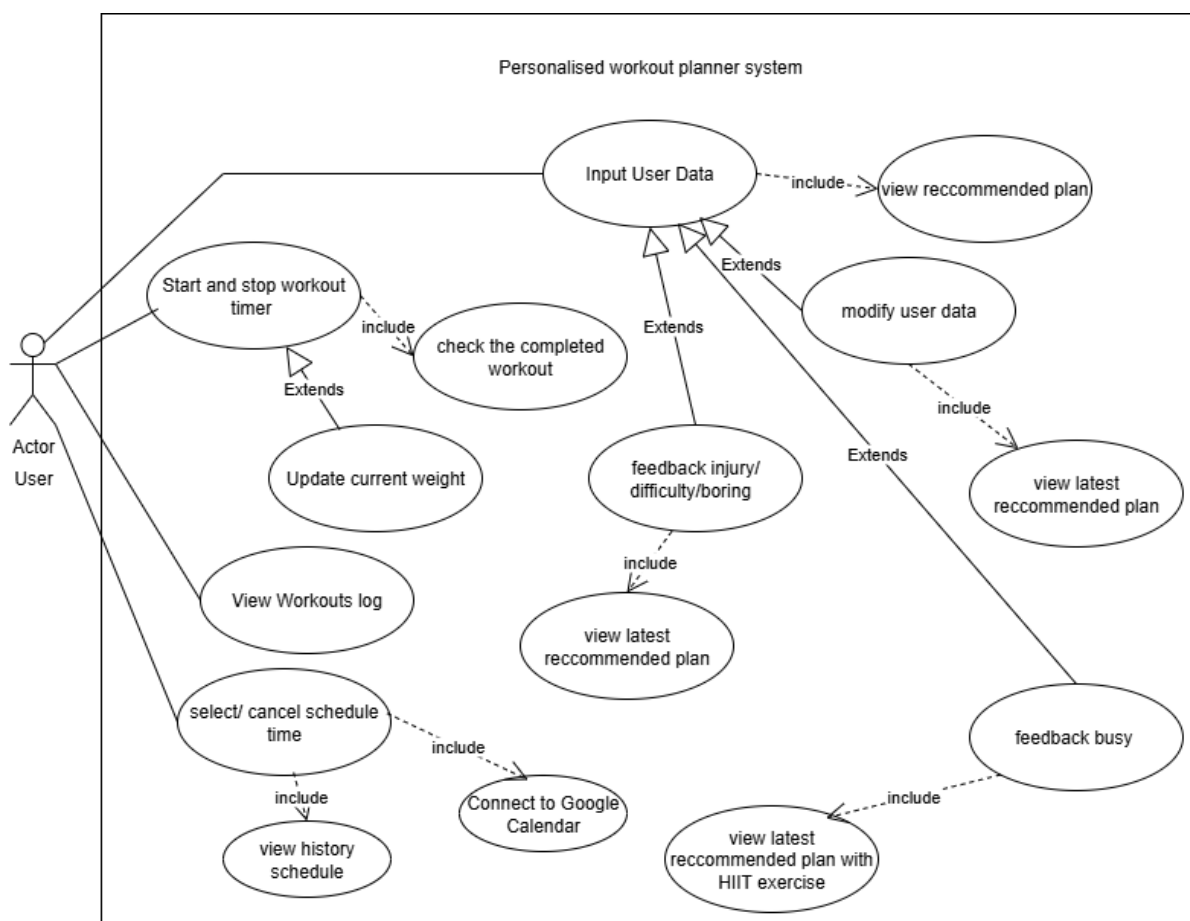 Personalised workout planner system
Input User Data
include
view reccommended plan
Extends
Start and stop workout
timer
include
modify user data
Extends
check the completed
workout
Extends
include
Actor
User
Update current weight
feedback injury/
difficulty/boring
Extends
view latest
reccommended plan
include
View Workouts log
view latest
reccommended plan
select/ cancel schedule
time
include
feedback busy
include
Connect to Google
Calendar
include
view history
schedule
view latest
reccommended plan with
HIIT exercise